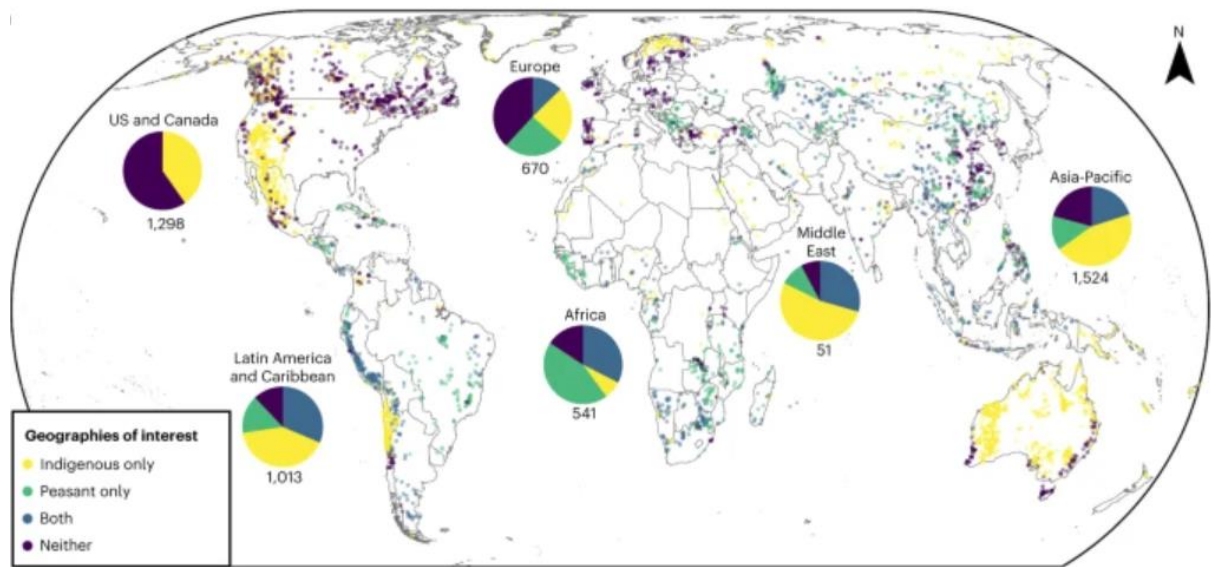 N
Europe
670
US and Canada
1,298
Asia-Pacific
1,524
Middle
East
51
Africa
541
Latin America
and Caribbean
1,013
Geographies of interest
Indigenous only
Peasant only
Both
Neither